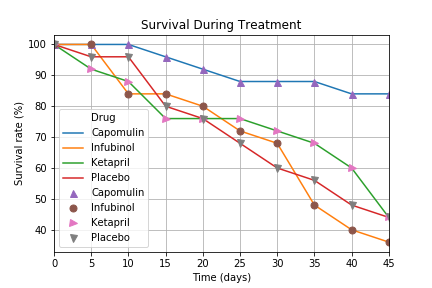 Survival During Treatment
Survival rate (%)
100
90
80
70
60
50
40
Drug
Capomulin
Infubinol
Ketapril
Placebo
Capomulin
Infubinol
Ketapril
Placebo
0 5 10 15 20 25 30 35 40 45
Time (days)